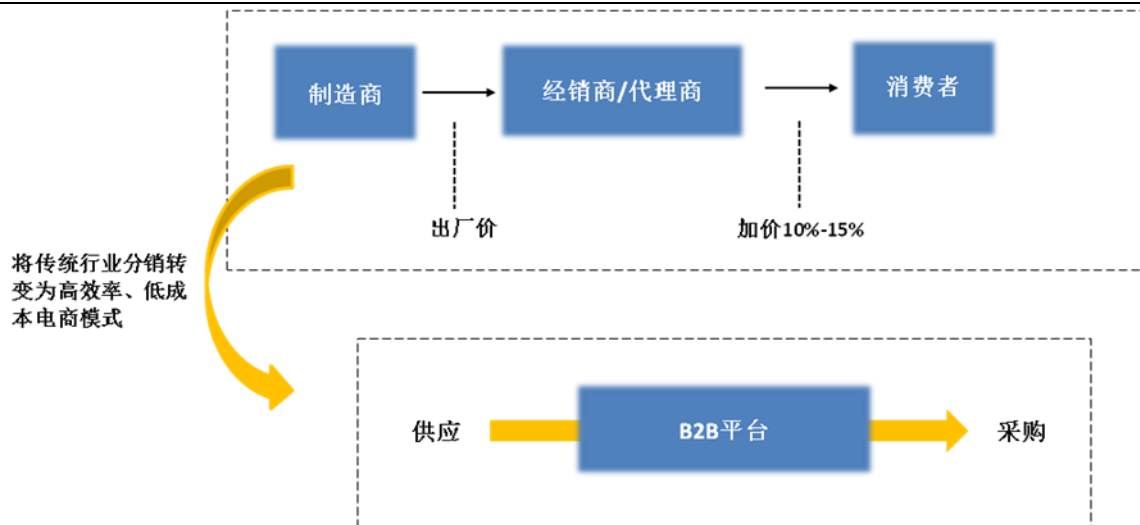 制造商
经销商/代理商
消费者
出厂价
加价10%-15%
将传统行业分销转
变为高效率、低成
本电商模式
供应
B2B平台
采购